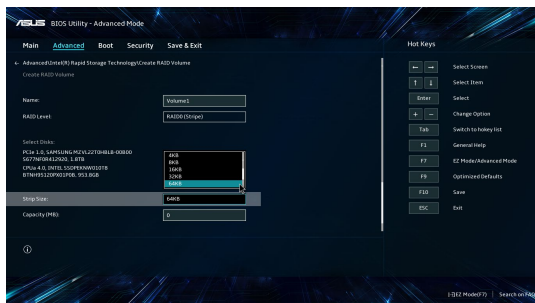 ASUS BIOS Utility - Advanced Mode
Main Advanced Boot Security Save & Exit
Hot Keys
← Advanced\Intel(R) Rapid Storage Technology\Create RAID Volume
Create RAID Volume
Name: Volume1
RAID Level: RAID0 (Stripe)
Select Disks:
PCIe 1.0, SAMSUNG MZVL22T0HBLB-00B00
S677NF0R412920, 1.8TB
CPUa 4.0, INTEL SSDPEKNW010T8
BTNH95120PX01P0B, 953.8GB
4KB
8KB
16KB
32KB
64KB
Strip Size: 64KB
Capacity (MB): 0
← → Select Screen
↑ ↓ Select Item
Enter Select
+ − Change Option
Tab Switch to hokey list
F1 General Help
F7 EZ Mode/Advanced Mode
F9 Optimized Defaults
F10 Save
ESC Exit
EZ Mode(F7) | Search on FAQ